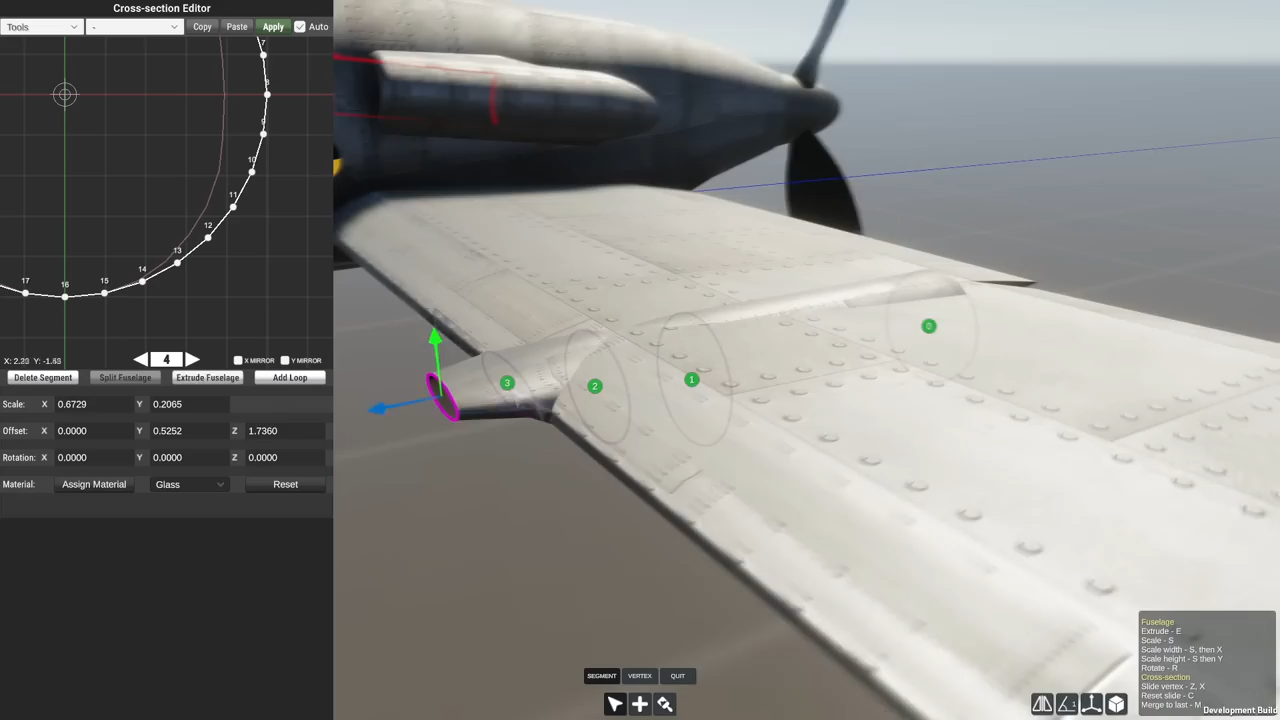 Cross-section Editor
Tools
-
Copy
Paste
Apply
Auto
7
8
9
10
11
12
13
14
15
16
17
X: 2.23 Y: -1.48
4
X MIRROR
Y MIRROR
Delete Segment
Split Fuselage
Extrude Fuselage
Add Loop
Scale: X 0.6729 Y 0.2065
Offset: X 0.0000 Y 0.5252 Z 1.7360
Rotation: X 0.0000 Y 0.0000 Z 0.0000
Material: Assign Material Glass Reset
0
1
2
3
SEGMENT
VERTEX
QUIT
Fuselage
Extrude - E
Scale - S
Scale width - S, then X
Scale height - S then Y
Rotate - R
Cross-section
Slide vertex - Z, X
Reset slide - C
Merge to last - M
Development Build